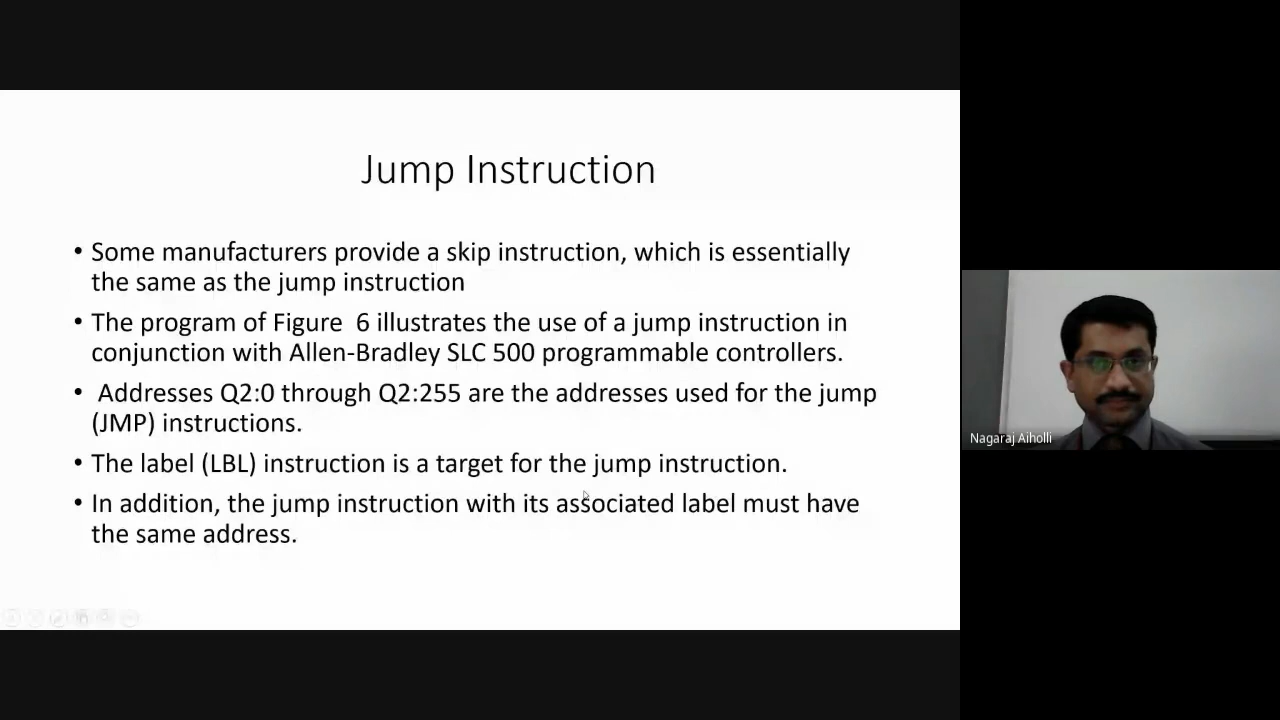 Jump Instruction
• Some manufacturers provide a skip instruction, which is essentially
the same as the jump instruction
• The program of Figure  6 illustrates the use of a jump instruction in
conjunction with Allen-Bradley SLC 500 programmable controllers.
•  Addresses Q2:0 through Q2:255 are the addresses used for the jump
(JMP) instructions.
• The label (LBL) instruction is a target for the jump instruction.
• In addition, the jump instruction with its associated label must have
the same address.
Nagaraj Aiholli